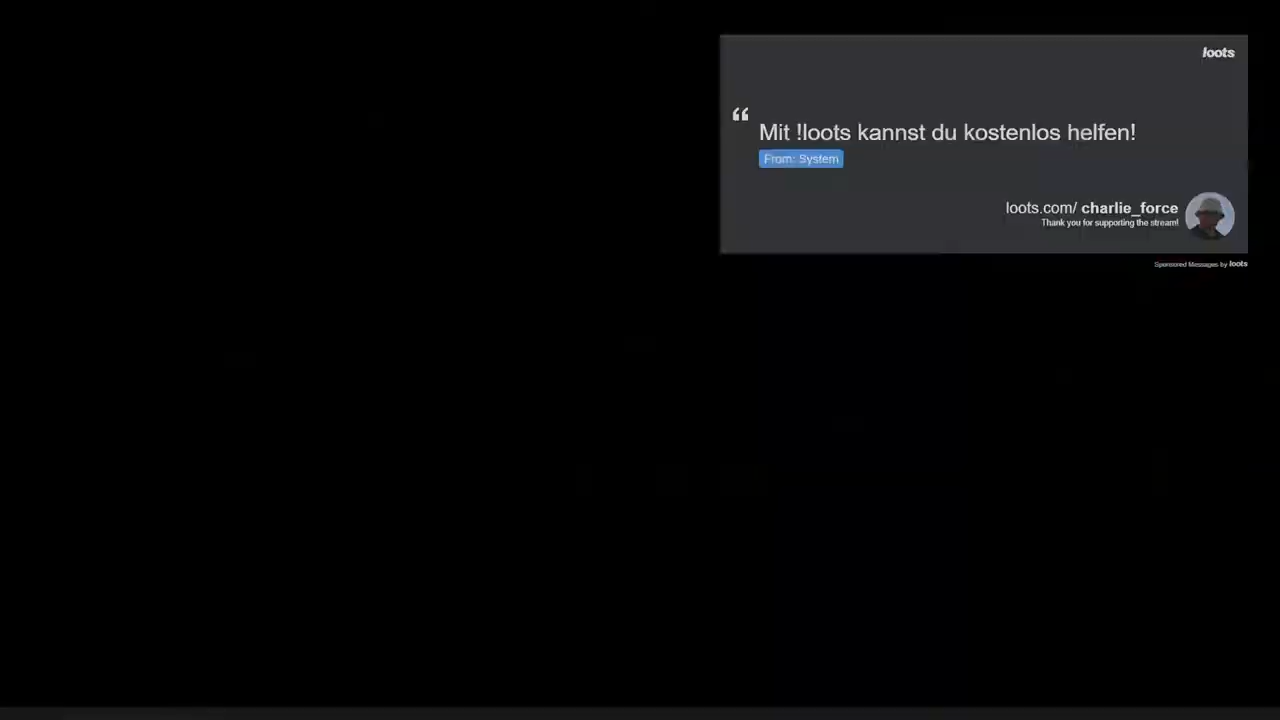 loots
“
Mit !loots kannst du kostenlos helfen!
From: System
loots.com/ charlie_force
Thank you for supporting the stream!
Sponsored Messages by loots